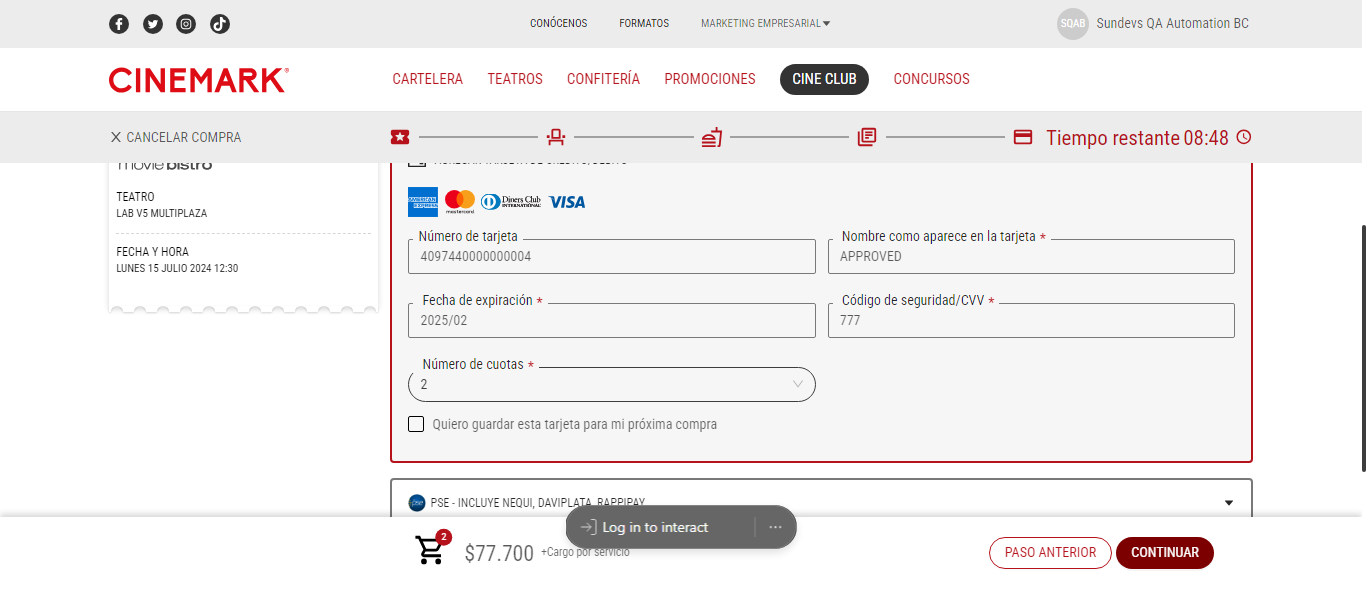 CONÓCENOS FORMATOS MARKETING EMPRESARIAL SQAB Sundevs QA Automation BC
CINEMARK CARTELERA TEATROS CONFITERÍA PROMOCIONES CINE CLUB CONCURSOS
CANCELAR COMPRA Tiempo restante 08:48
movie bistro
TEATRO
LAB V5 MULTIPLAZA
FECHA Y HORA
LUNES 15 JULIO 2024 12:30
AMERICAN EXPRESS mastercard Diners Club INTERNATIONAL VISA
Número de tarjeta Nombre como aparece en la tarjeta *
4097440000000004 APPROVED
Fecha de expiración * Código de seguridad/CVV *
2025/02 777
Número de cuotas *
2
Quiero guardar esta tarjeta para mi próxima compra
PSE - INCLUYE NEQUI, DAVIPLATA, RAPPIPAY
Log in to interact ...
2 $77.700 +Cargo por servicio PASO ANTERIOR CONTINUAR